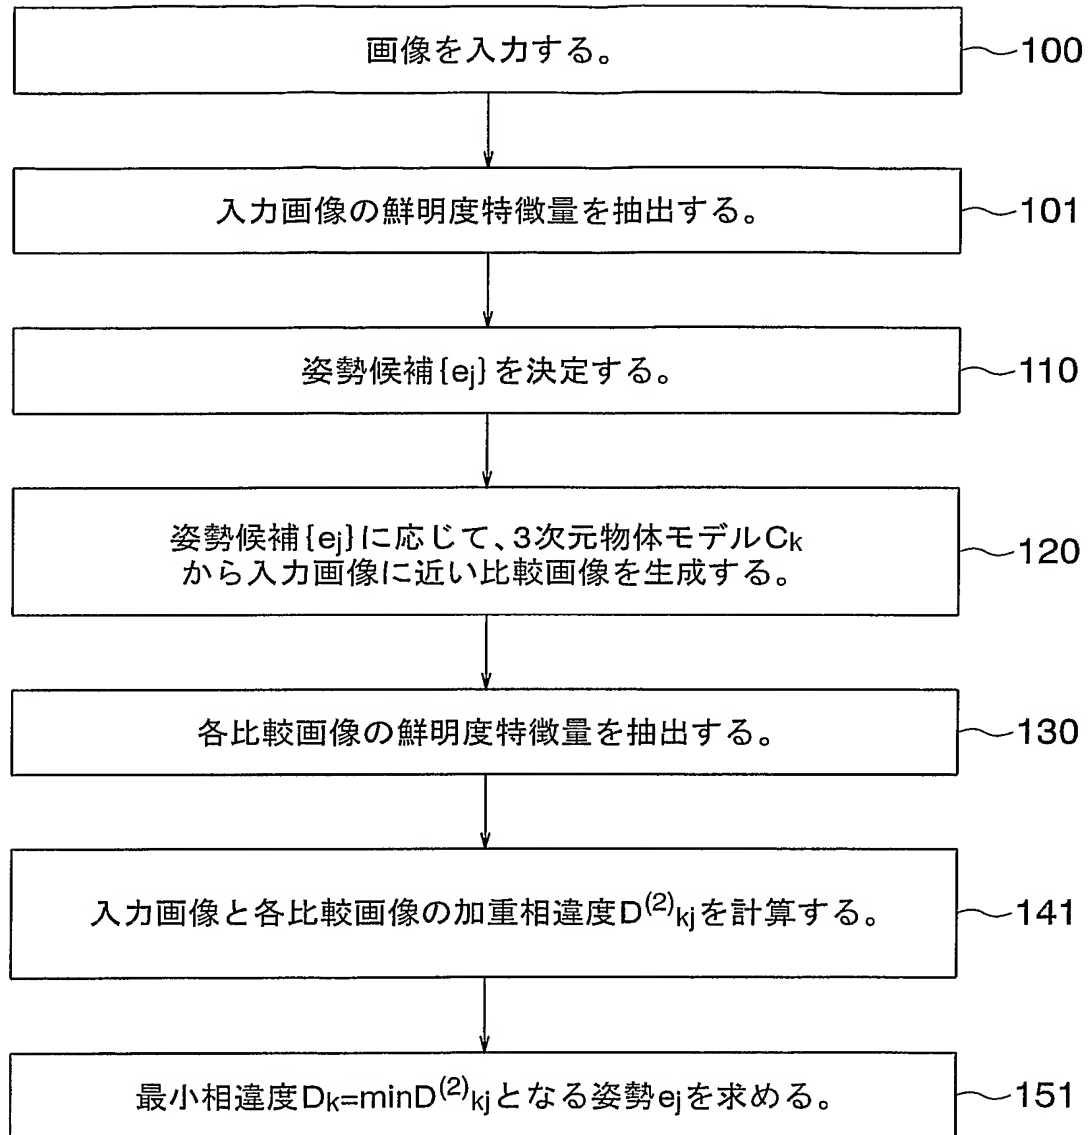 画像を入力する。
100
入力画像の鮮明度特徴量を抽出する。
101
姿勢候補{ej}を決定する。
110
姿勢候補{ej}に応じて、3次元物体モデルCk
から入力画像に近い比較画像を生成する。
120
各比較画像の鮮明度特徴量を抽出する。
130
入力画像と各比較画像の加重相違度D(2)kjを計算する。
141
最小相違度Dk=minD(2)kjとなる姿勢ejを求める。
151